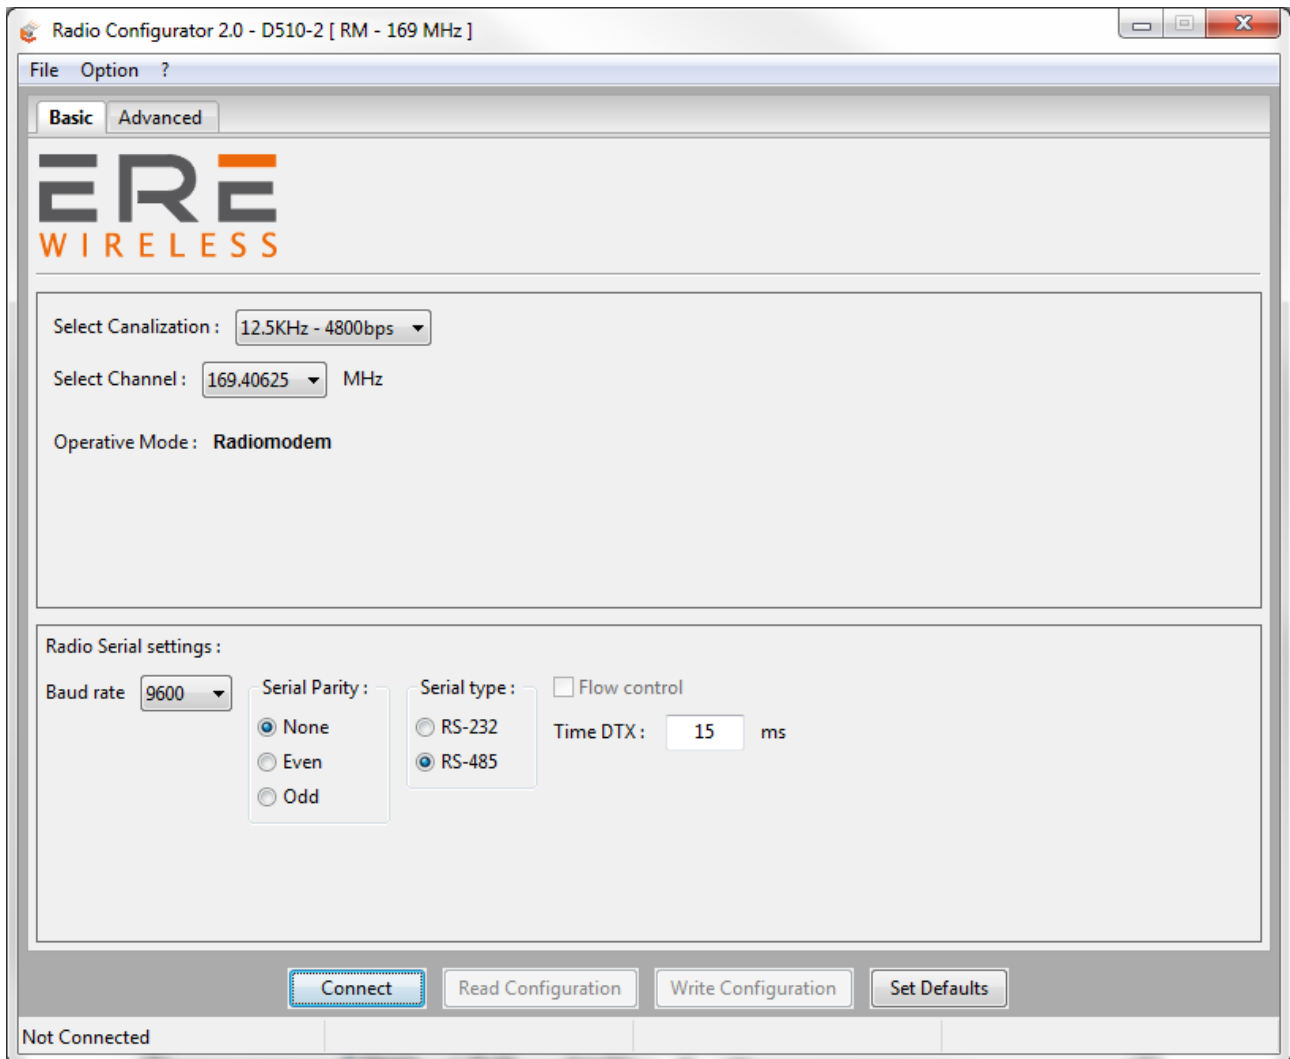 Radio Configurator 2.0 - D510-2 [ RM - 169 MHz ]
File Option ?
Basic Advanced
ERE
WIRELESS
Select Canalization : 12.5KHz - 4800bps
Select Channel : 169.40625 MHz
Operative Mode : Radiomodem
Radio Serial settings :
Baud rate 9600
Serial Parity :
None
Even
Odd
Serial type :
RS-232
RS-485
Flow control
Time DTX : 15 ms
Connect Read Configuration Write Configuration Set Defaults
Not Connected